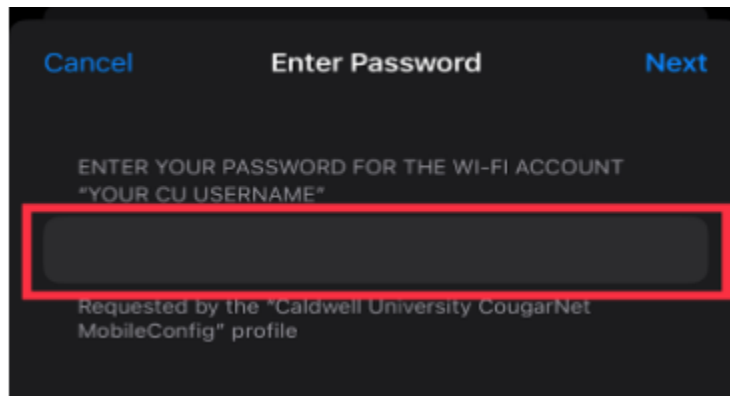 Cancel Enter Password Next
ENTER YOUR PASSWORD FOR THE WI-FI ACCOUNT
"YOUR CU USERNAME"
Requested by the "Caldwell University CougarNet
MobileConfig" profile